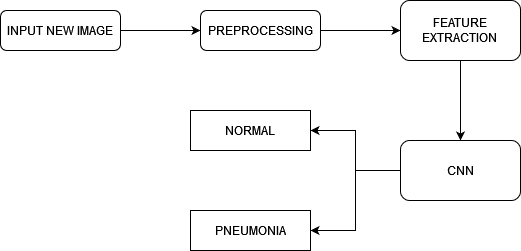 INPUT NEW IMAGE
PREPROCESSING
FEATURE
EXTRACTION
NORMAL
CNN
PNEUMONIA